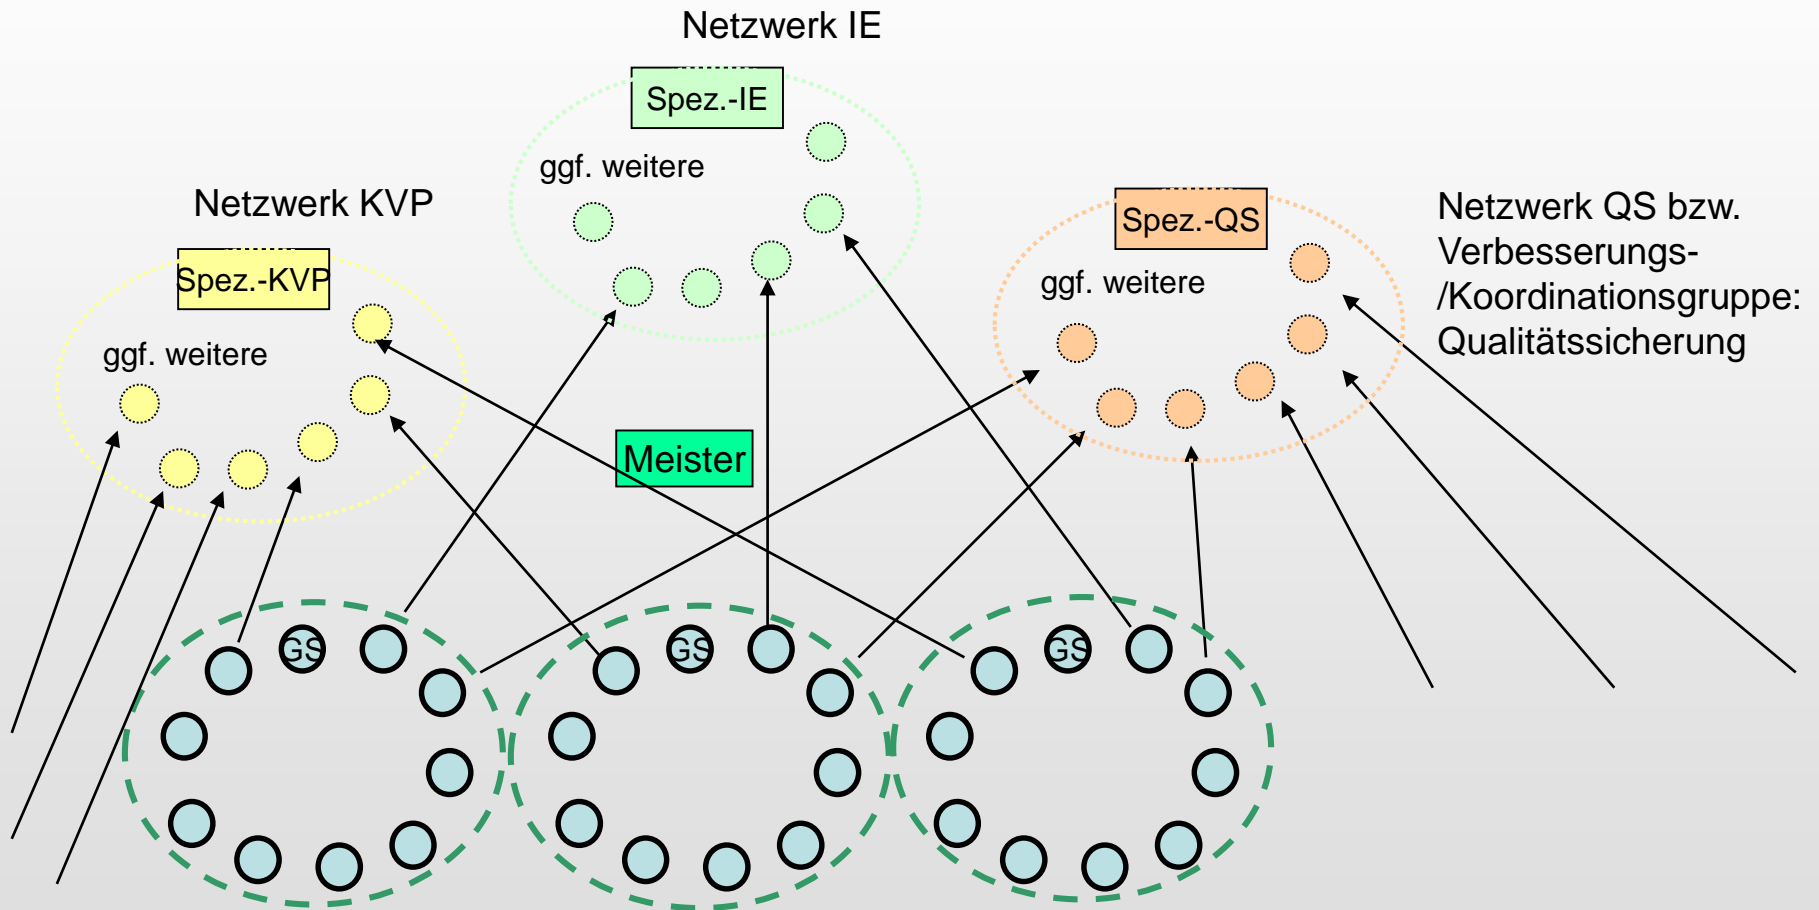 Netzwerk IE
Spez.-IE
ggf. weitere
Netzwerk KVP
Spez.-KVP
ggf. weitere
Spez.-QS
ggf. weitere
Netzwerk QS bzw.
Verbesserungs-
/Koordinationsgruppe:
Qualitätssicherung
Meister
GS
GS
GS